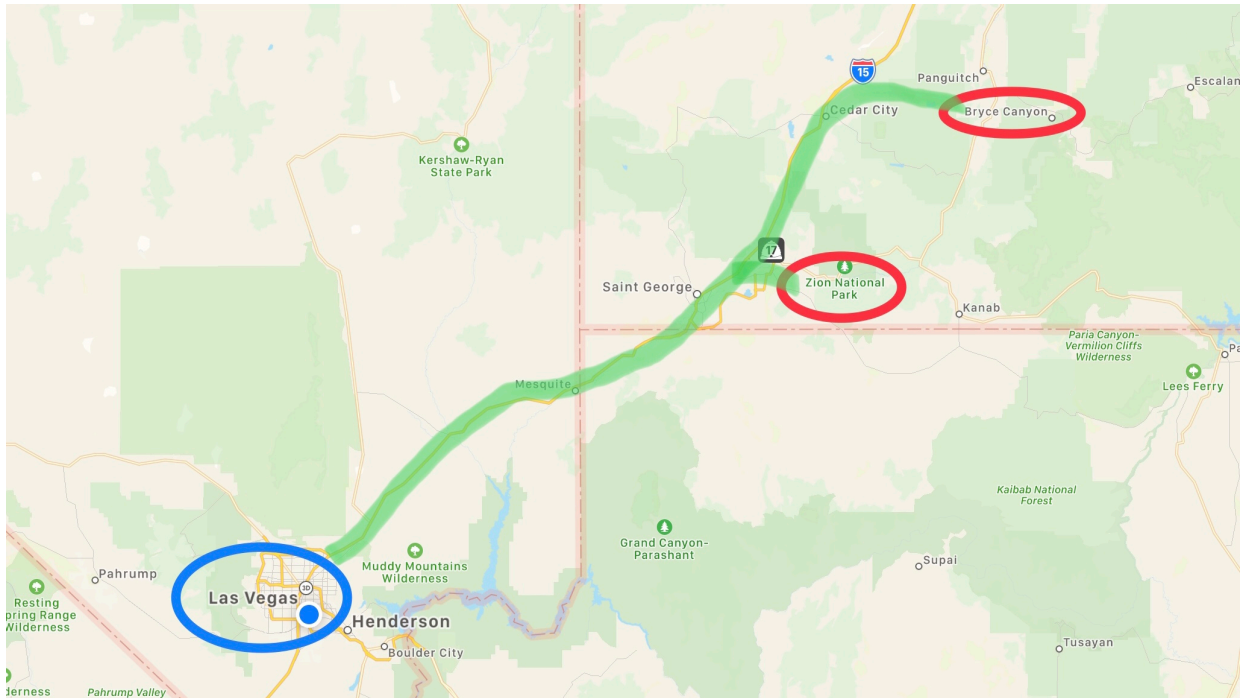 15
Panguitch
Escalan
Cedar City
Bryce Canyon
Kershaw-Ryan
State Park
17
Saint George
Zion National
Park
Kanab
Paria Canyon-
Vermilion Cliffs
Wilderness
Pa
Mesquite
Lees Ferry
Kaibab National
Forest
Grand Canyon-
Parashant
Supai
Muddy Mountains
Wilderness
Pahrump
Resting
pring Range
Wilderness
Las Vegas
Henderson
Boulder City
Tusayan
derness
Pahrump Valley